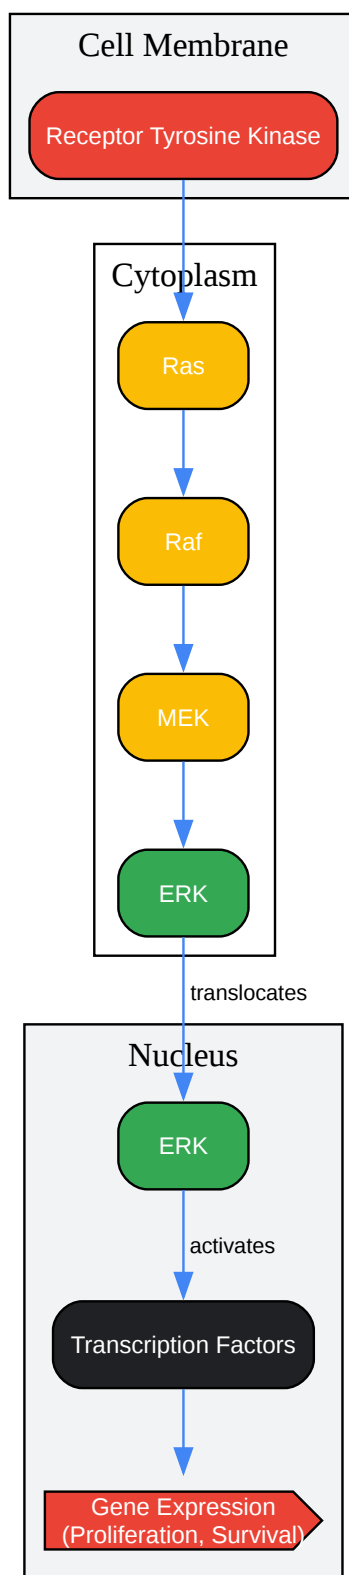 Cell Membrane
Receptor Tyrosine Kinase
Cytoplasm
Ras
Raf
MEK
ERK
translocates
Nucleus
ERK
activates
Transcription Factors
Gene Expression
(Proliferation, Survival)